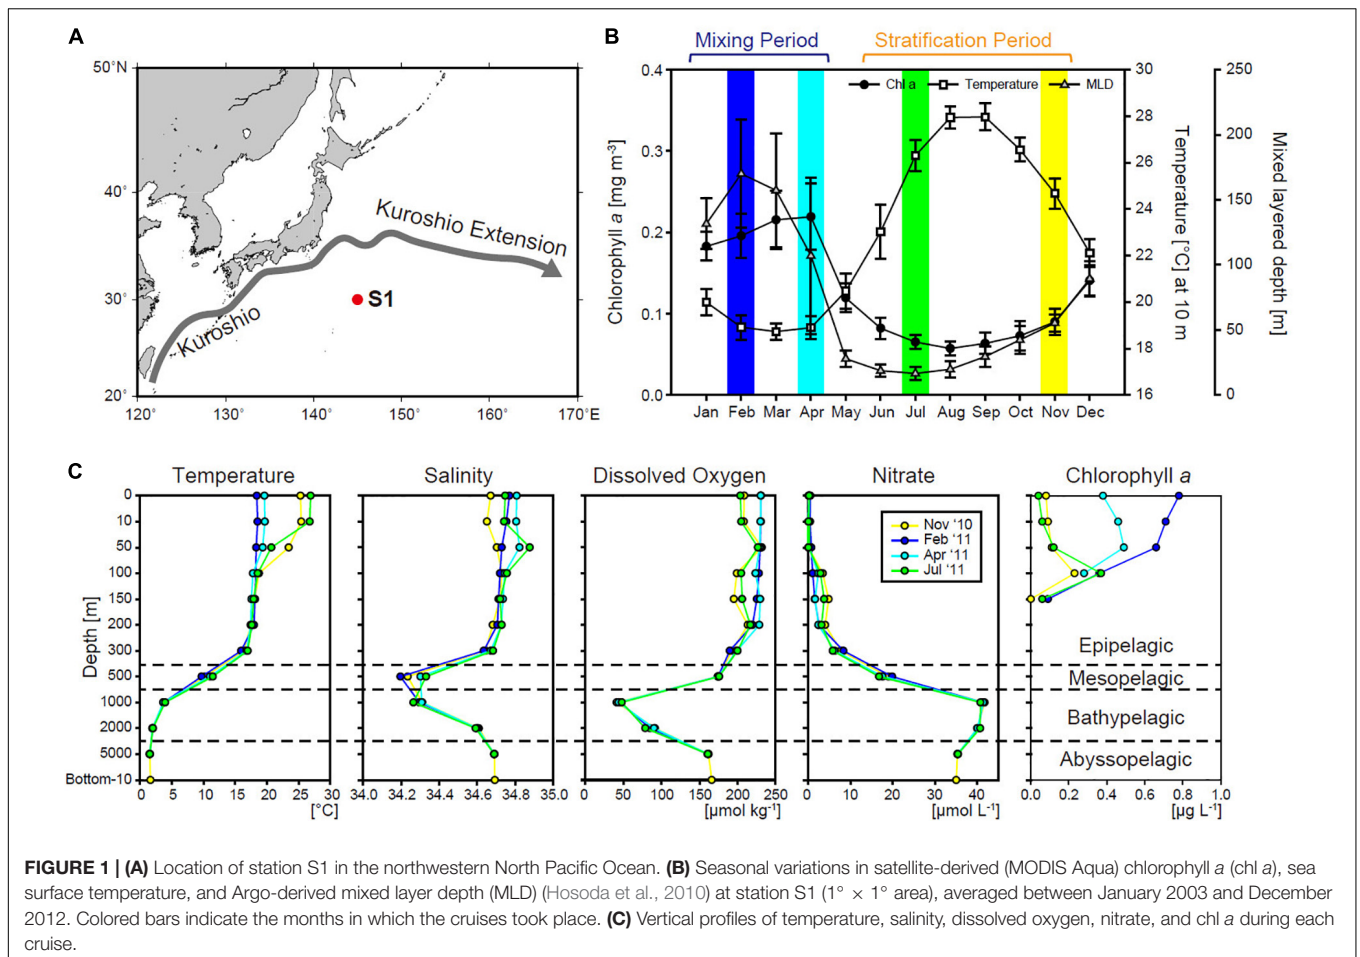 A
50°N
40°
30°
20°
120°
130°
140°
150°
160°
170°E
Kuroshio Extension
Kuroshio
S1
B
Mixing Period
Stratification Period
Chl a
Temperature
MLD
Chlorophyll a [mg m-3]
0.4
0.3
0.2
0.1
0.0
Jan Feb Mar Apr May Jun Jul Aug Sep Oct Nov Dec
30
28
26
24
22
20
18
16
Temperature [°C] at 10 m
250
200
150
100
50
0
Mixed layered depth [m]
C
Temperature
Salinity
Dissolved Oxygen
Nitrate
Chlorophyll a
Depth [m]
0
10
50
100
150
200
300
500
1000
2000
5000
Bottom-10
Nov ‘10
Feb ‘11
Apr ‘11
Jul ‘11
Epipelagic
Mesopelagic
Bathypelagic
Abyssopelagic
0 5 10 15 20 25 30
[°C]
34.0 34.2 34.4 34.6 34.8 35.0
0 50 100 150 200 250
[µmol kg-1]
0 10 20 30 40
[µmol L-1]
0.0 0.2 0.4 0.6 0.8 1.0
[µg L-1]
FIGURE 1 | (A) Location of station S1 in the northwestern North Pacific Ocean. (B) Seasonal variations in satellite-derived (MODIS Aqua) chlorophyll a (chl a), sea
surface temperature, and Argo-derived mixed layer depth (MLD) (Hosoda et al., 2010) at station S1 (1° × 1° area), averaged between January 2003 and December
2012. Colored bars indicate the months in which the cruises took place. (C) Vertical profiles of temperature, salinity, dissolved oxygen, nitrate, and chl a during each
cruise.